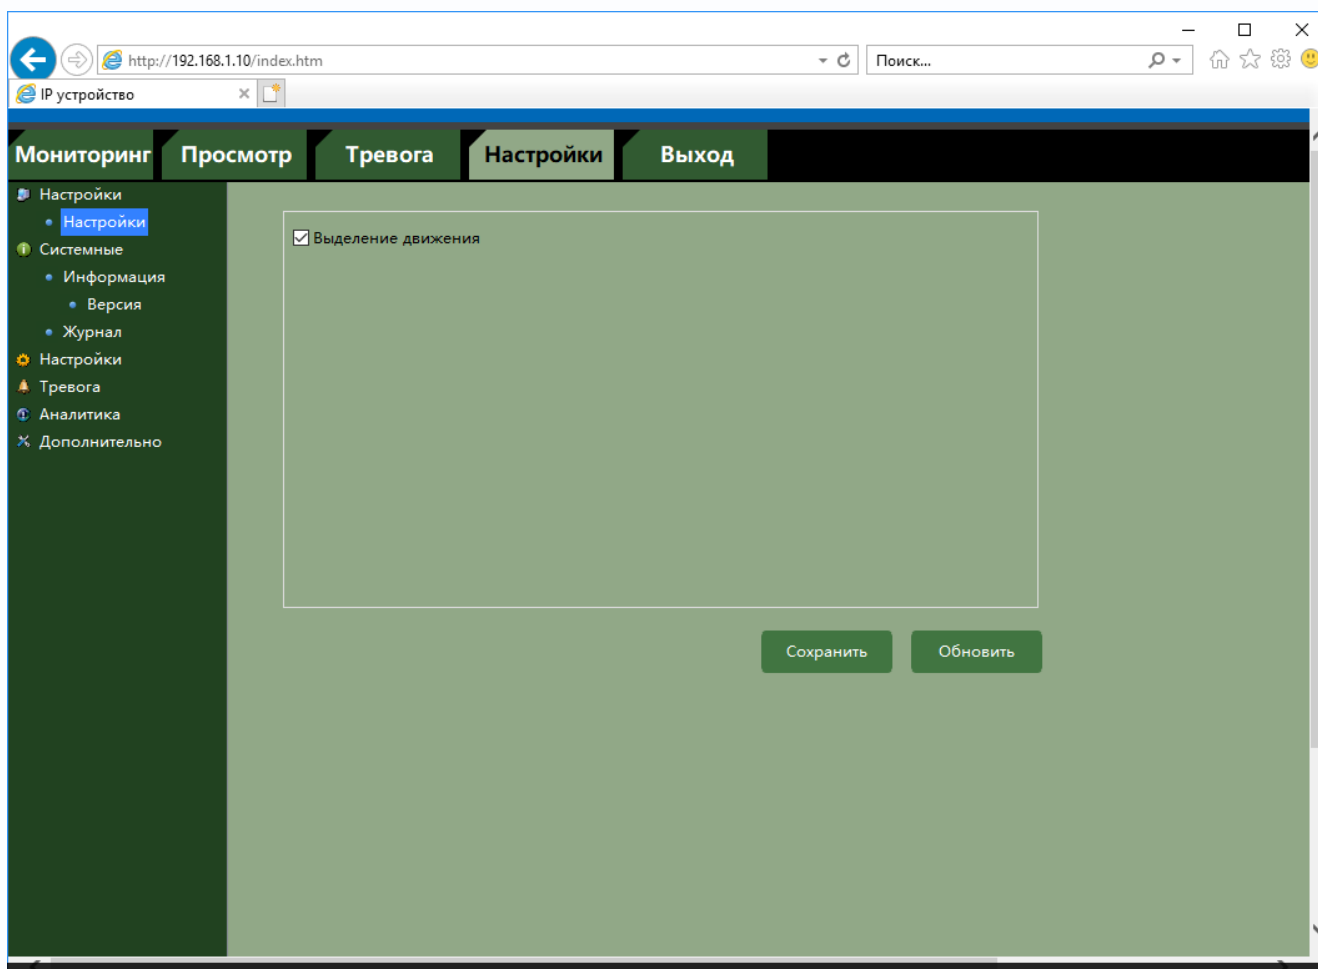 http://192.168.1.10/index.htm
Поиск...
IP устройство
Мониторинг Просмотр Тревога Настройки Выход
Настройки
Настройки
Выделение движения
Системные
Информация
Версия
Журнал
Настройки
Тревога
Аналитика
Дополнительно
Сохранить Обновить